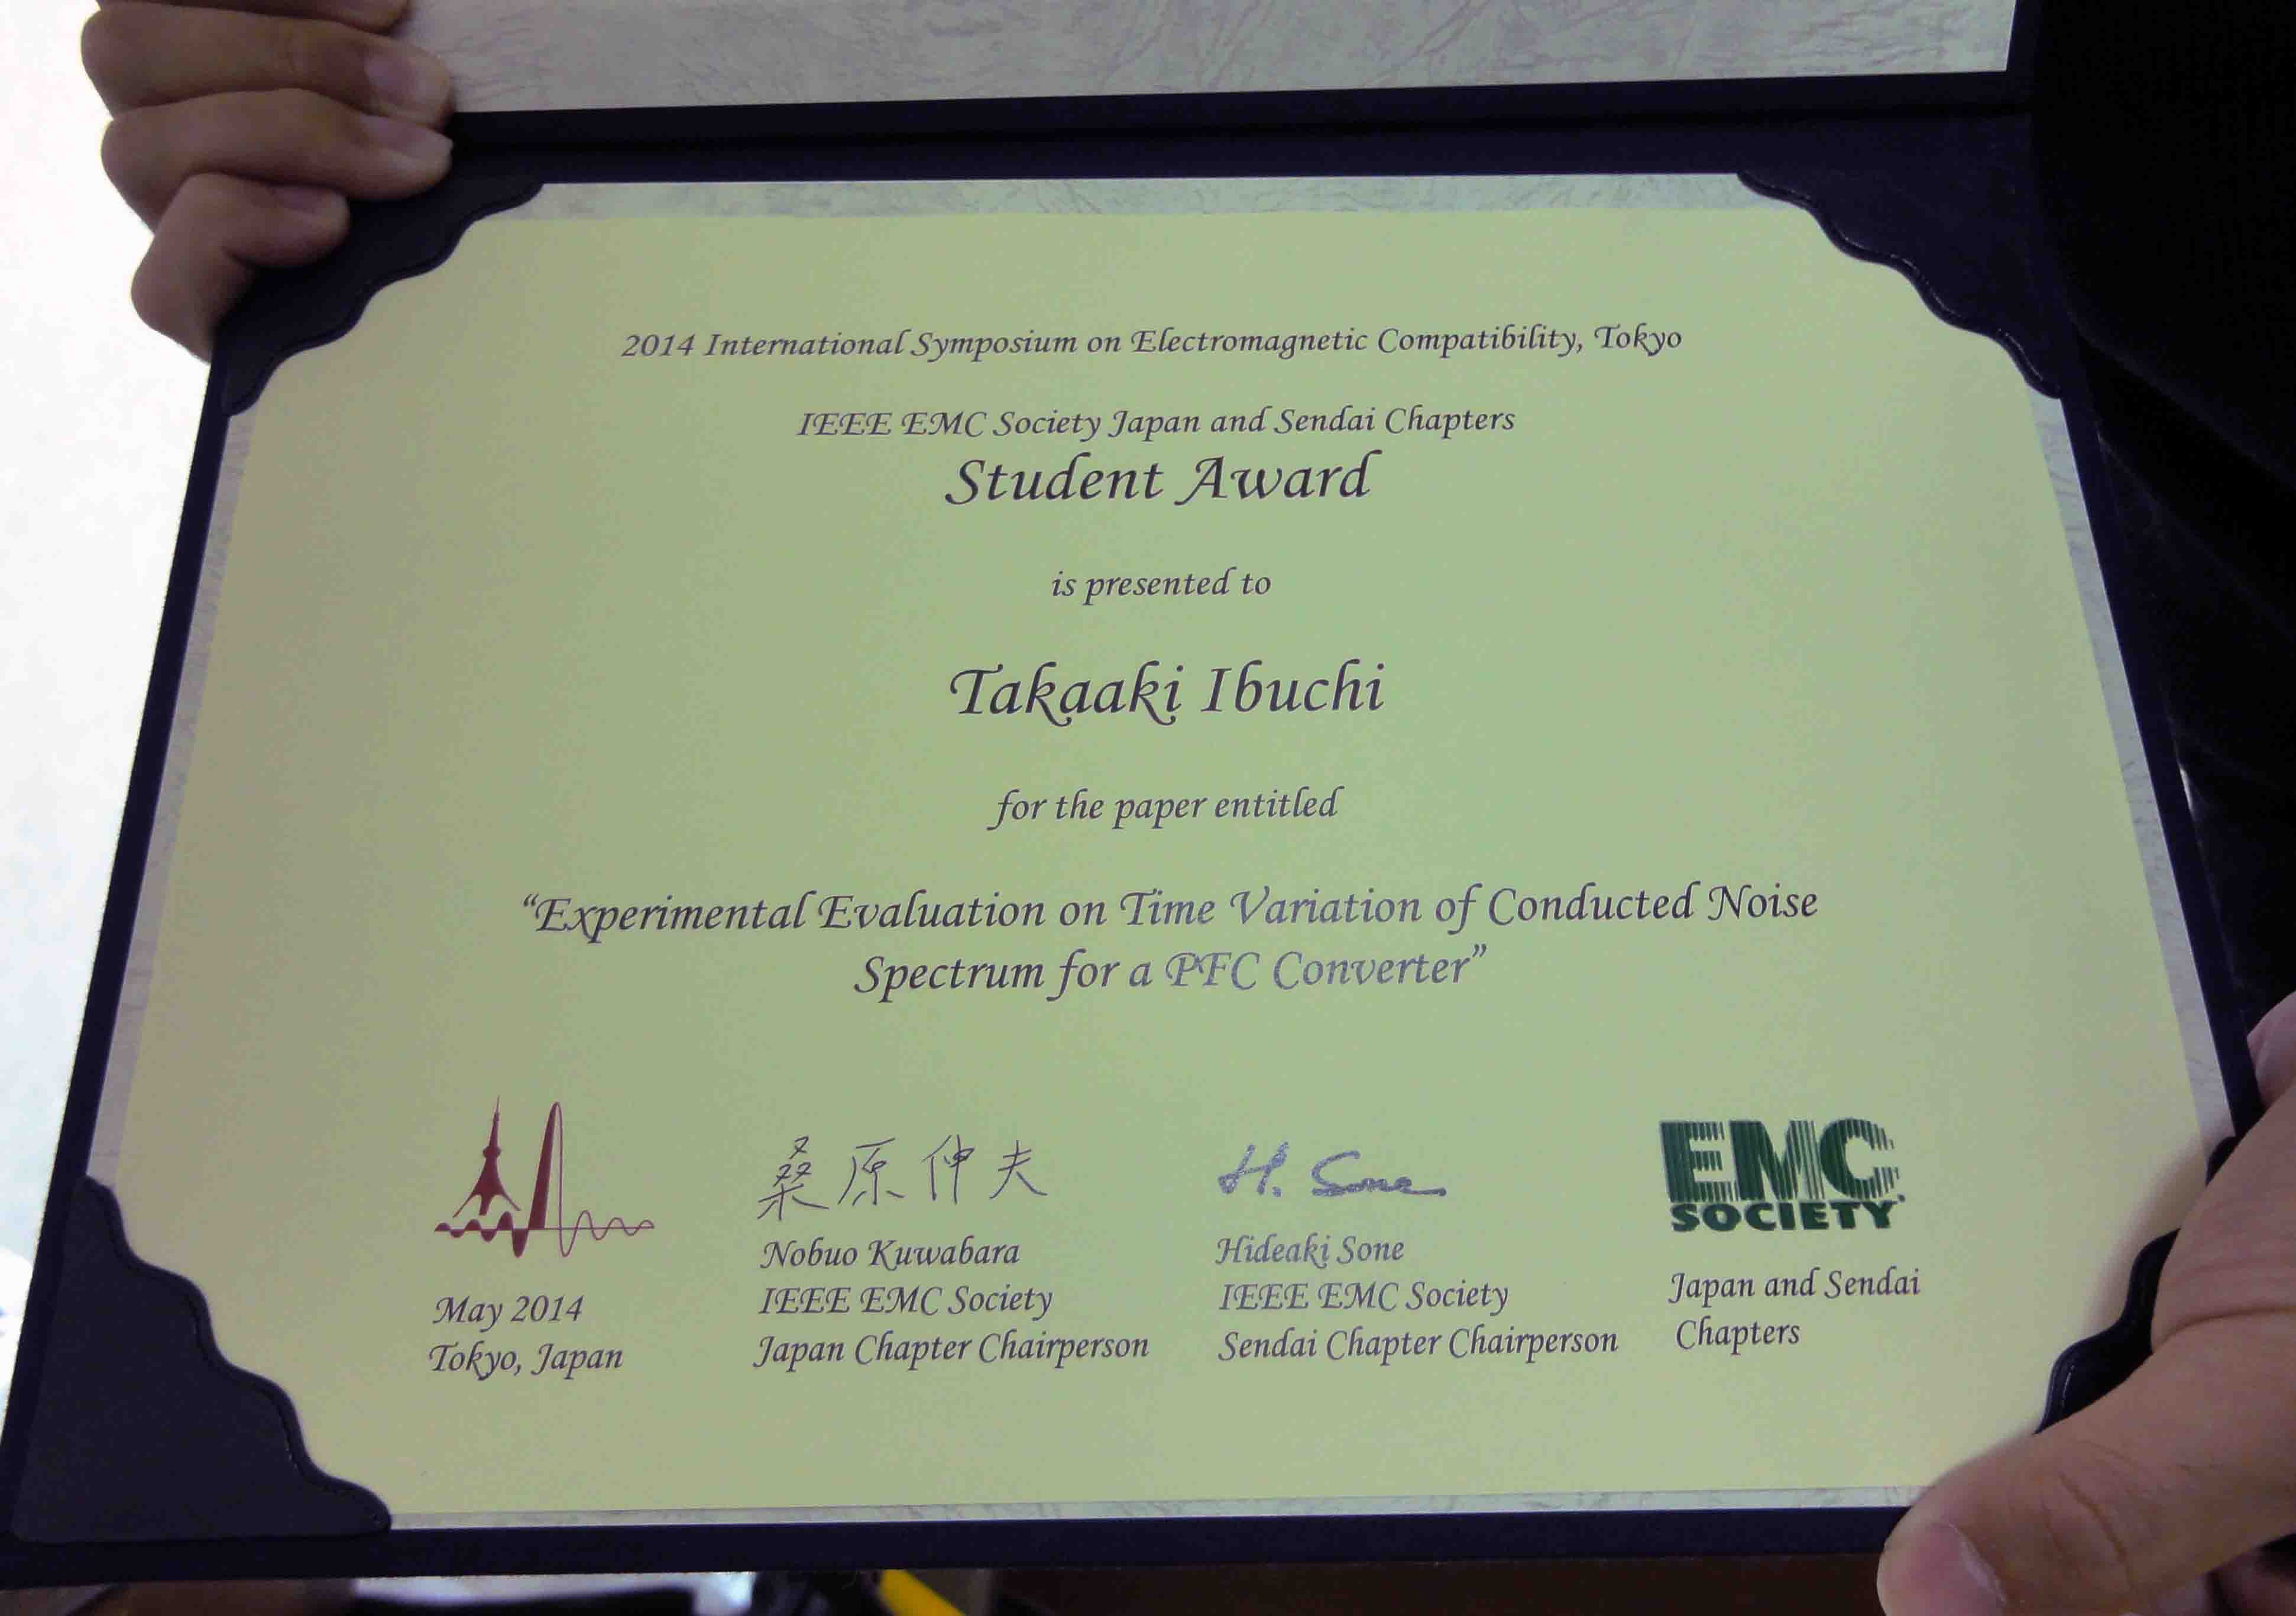 2014 International Symposium on Electromagnetic Compatibility, Tokyo
IEEE EMC Society Japan and Sendai Chapters
Student Award
is presented to
Takaaki Ibuchi
for the paper entitled
“Experimental Evaluation on Time Variation of Conducted Noise
Spectrum for a PFC Converter”
May 2014
Tokyo, Japan
桑原伸夫
Nobuo Kuwabara
IEEE EMC Society
Japan Chapter Chairperson
H. Sone
Hideaki Sone
IEEE EMC Society
Sendai Chapter Chairperson
EMC
SOCIETY
Japan and Sendai
Chapters